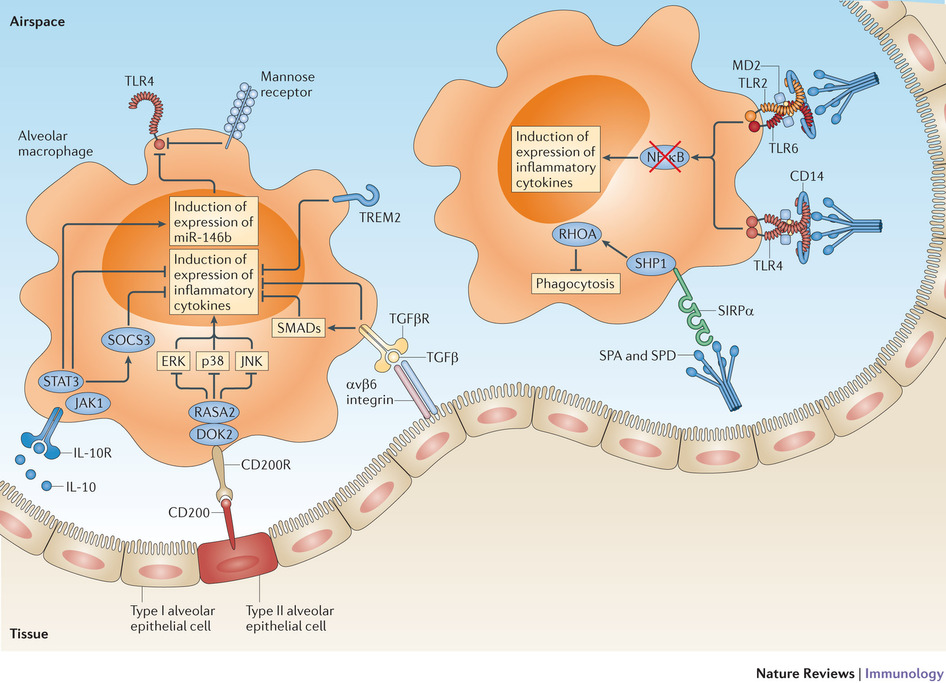 Airspace
TLR4
Mannose
receptor
Alveolar
macrophage
TREM2
Induction of
expression of
miR-146b
Induction of
expression of
inflammatory
cytokines
SOCS3
SMADs
TGFβR
TGFβ
αvβ6
integrin
ERK
p38
JNK
STAT3
JAK1
RASA2
DOK2
IL-10R
IL-10
CD200R
CD200
Type I alveolar
epithelial cell
Type II alveolar
epithelial cell
Tissue
MD2
TLR2
TLR6
Induction of
expression of
inflammatory
cytokines
NF-κB
CD14
TLR4
RHOA
SHP1
Phagocytosis
SIRPα
SPA and SPD
Nature Reviews | Immunology